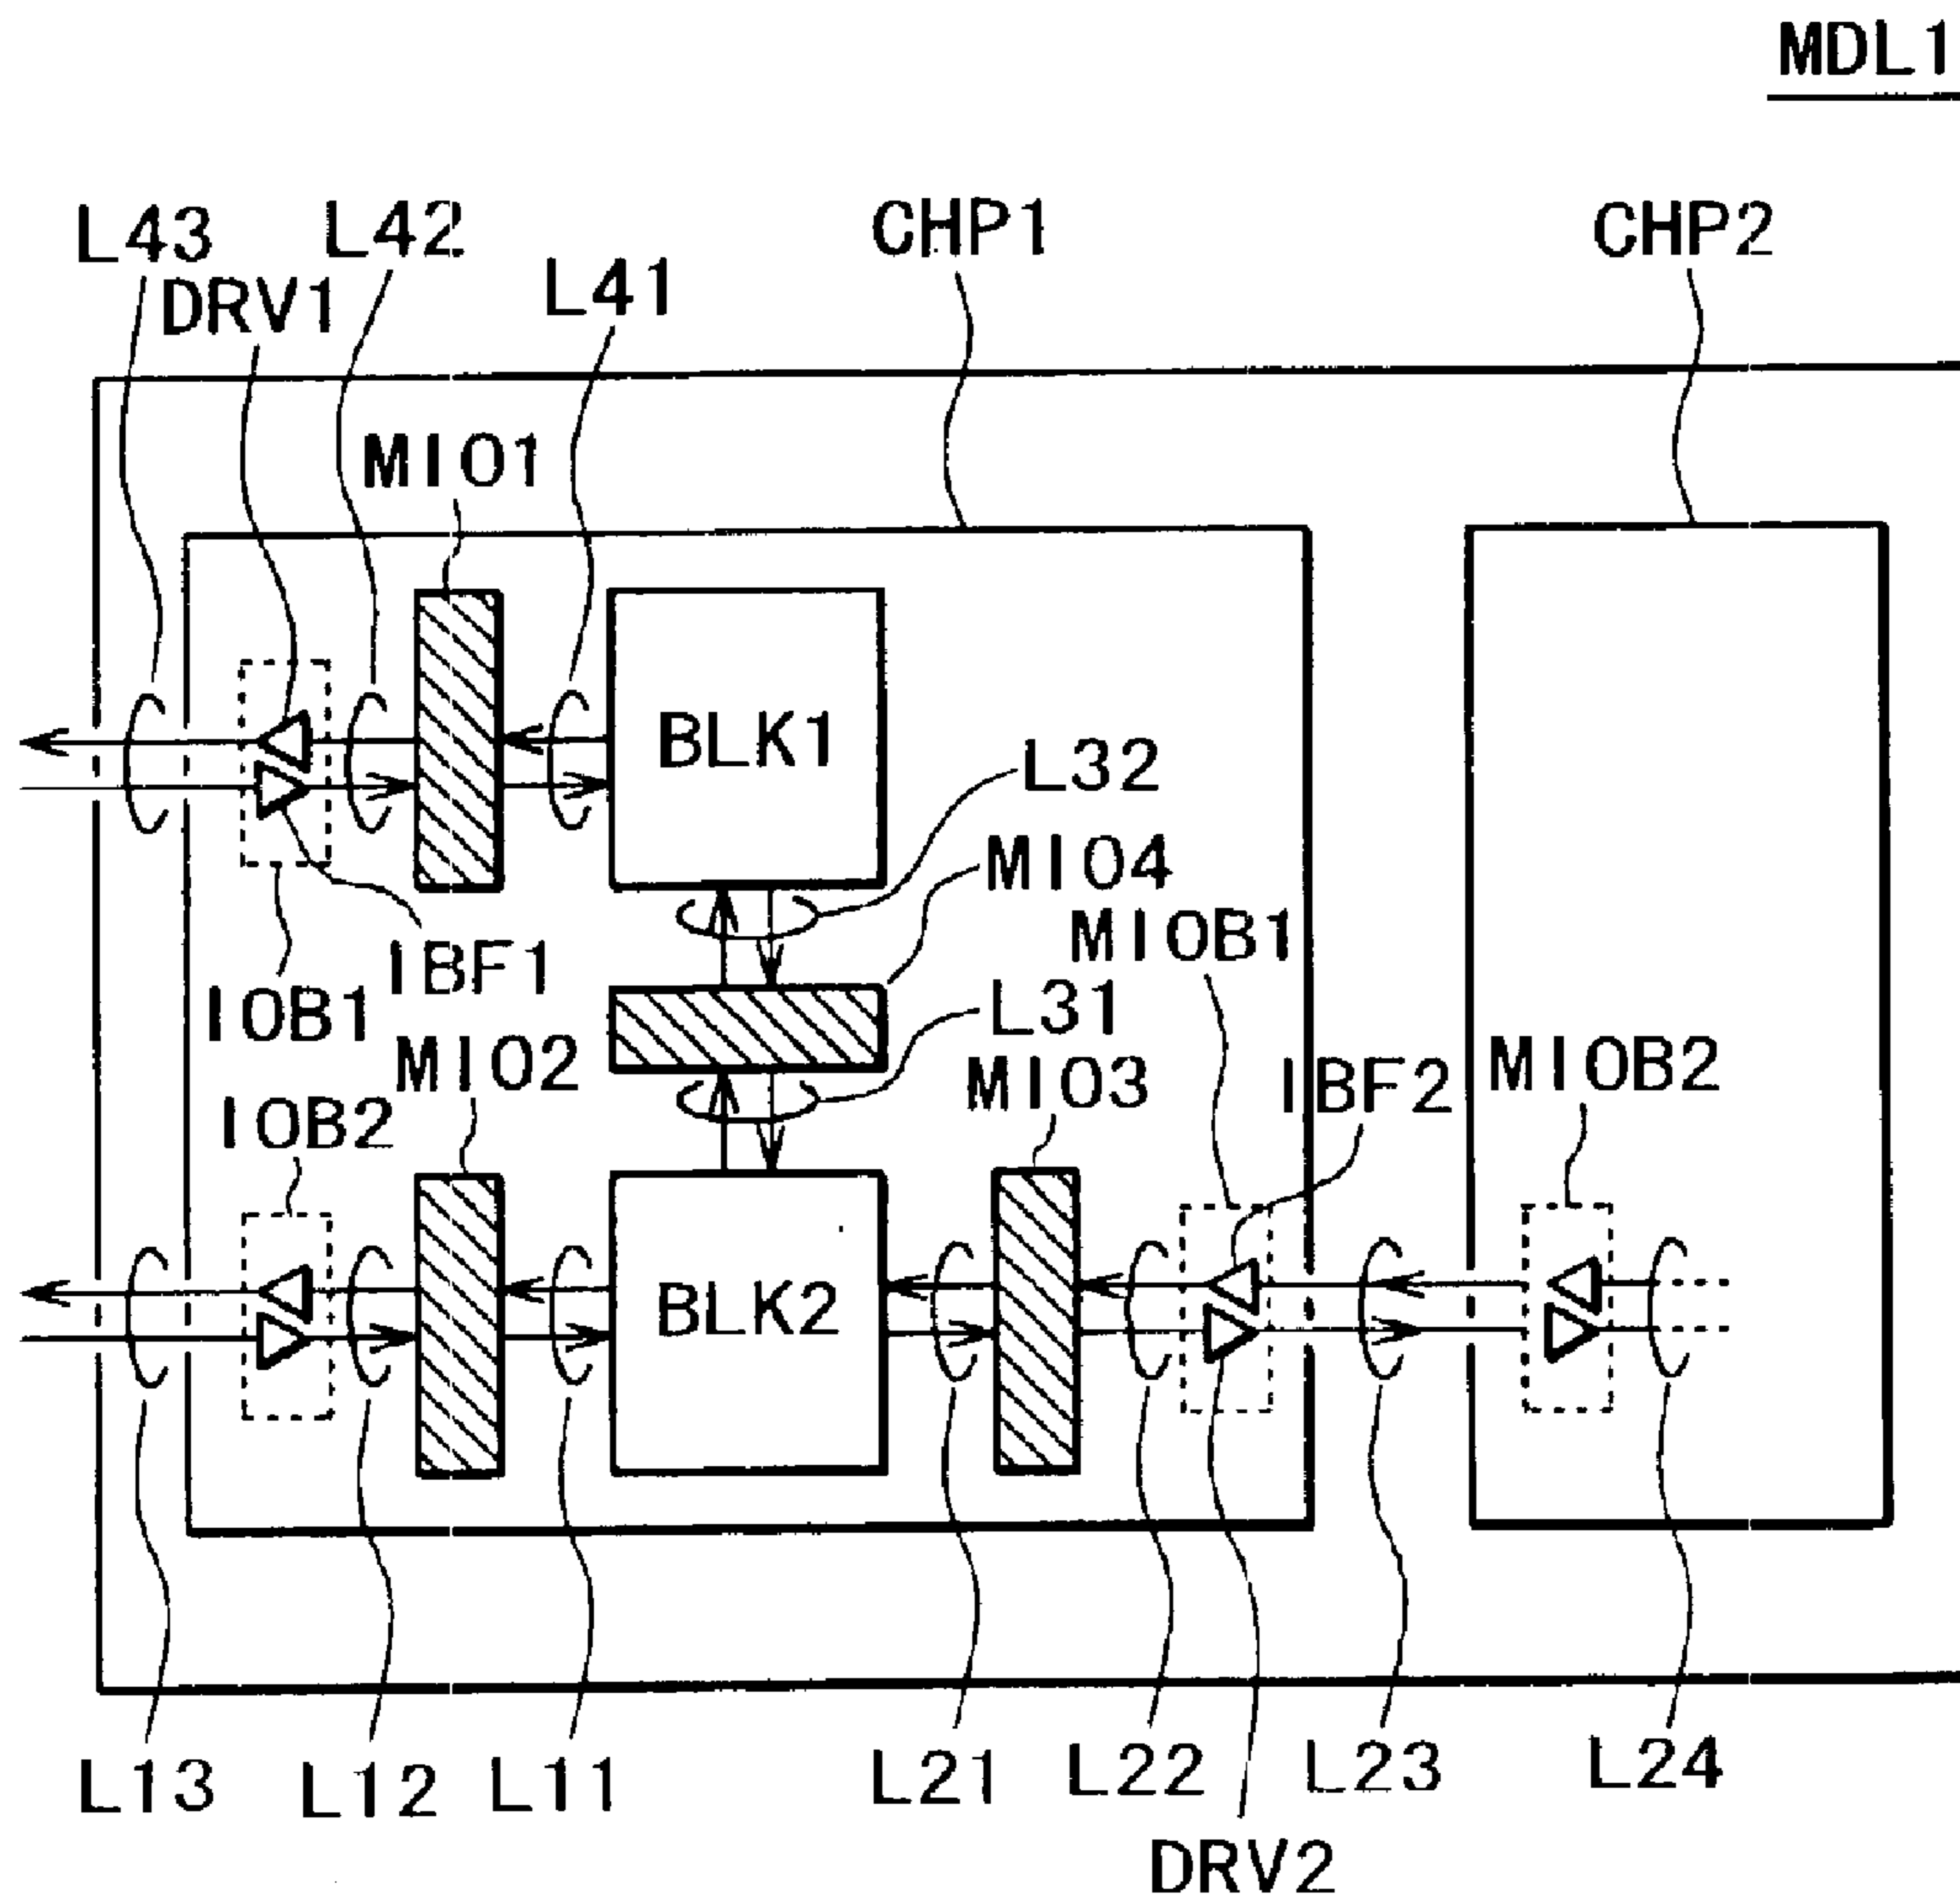 MDL1
L43
L42
CHP1
CHP2
DRV1
L41
MIO1
BLK1
L32
MIO4
MIOB1
IBF1
IOB1
L31
MIO2
MIO3
IBF2
MIOB2
IOB2
BLK2
L13
L12
L11
L21
L22
L23
L24
DRV2